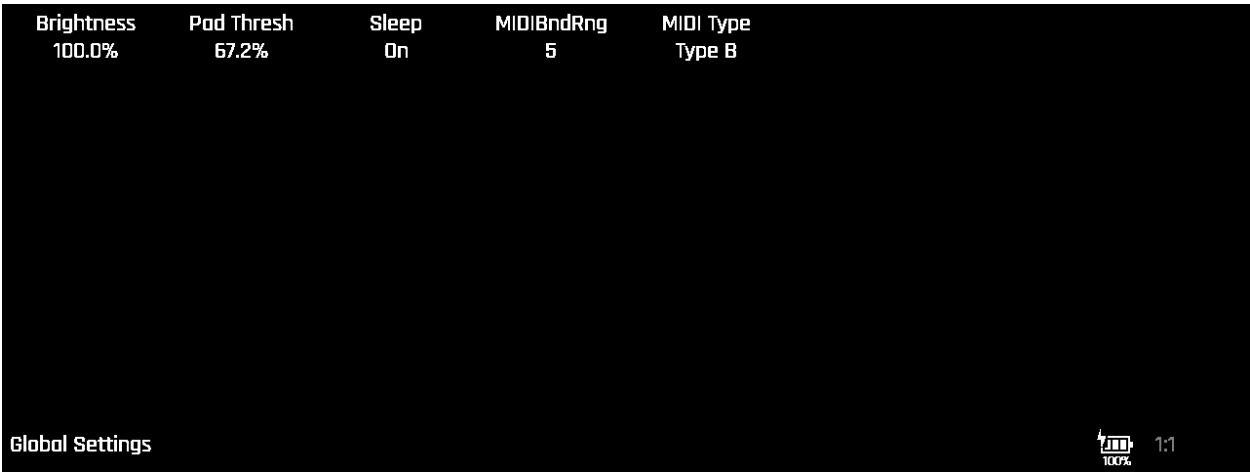 Brightness Pad Thresh Sleep MIDIBndRng MIDI Type
100.0% 67.2% On 5 Type B
Global Settings 1:1
100%